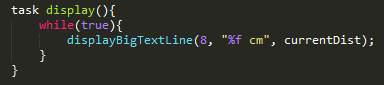 task display(){
    while(true){
        displayBigTextLine(8, "%f cm", currentDist);
    }
}